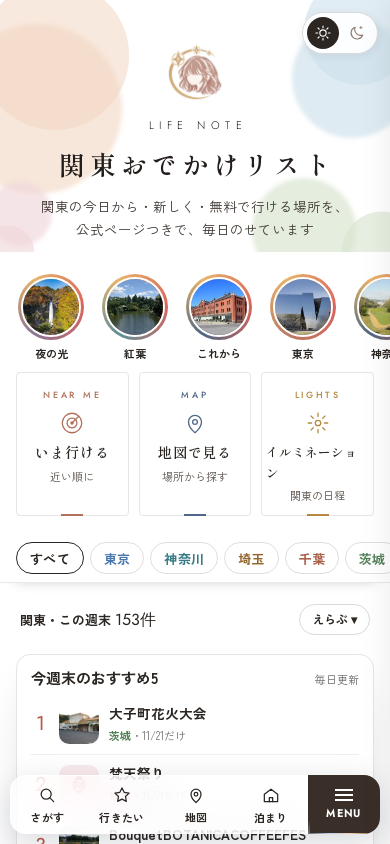 LIFE NOTE
関東おでかけリスト
関東の今日から・新しく・無料で行ける場所を、
公式ページつきで、毎日のせています
夜の光
紅葉
これから
東京
神奈
NEAR ME
いま行ける
近い順に
MAP
地図で見る
場所から探す
LIGHTS
イルミネーショ
ン
関東の日程
すべて
東京
神奈川
埼玉
千葉
茨城
関東・この週末 153件
えらぶ▼
今週末のおすすめ5
毎日更新
1
大子町花火大会
茨城・11/21だけ
2
梵天祭り
さがす
行きたい
地図
泊まり
MENU
BouquetBOTANICACOFFEEFES